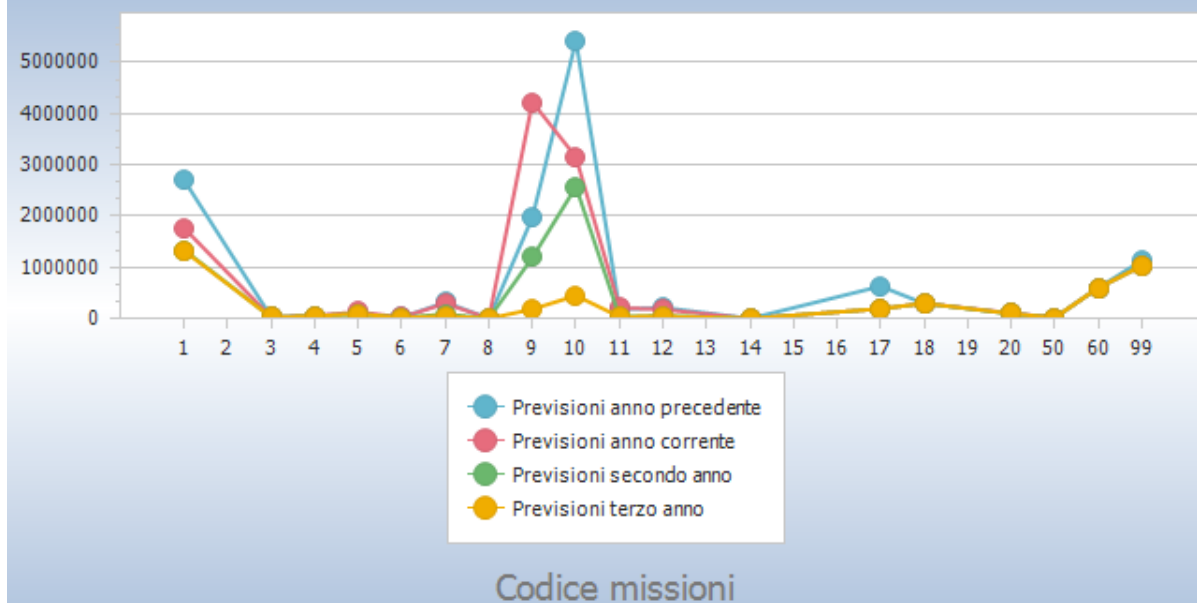 5000000
4000000
3000000
2000000
1000000
0
1 2 3 4 5 6 7 8 9 10 11 12 13 14 15 16 17 18 19 20 50 60 99
Previsioni anno precedente
Previsioni anno corrente
Previsioni secondo anno
Previsioni terzo anno
Codice missioni